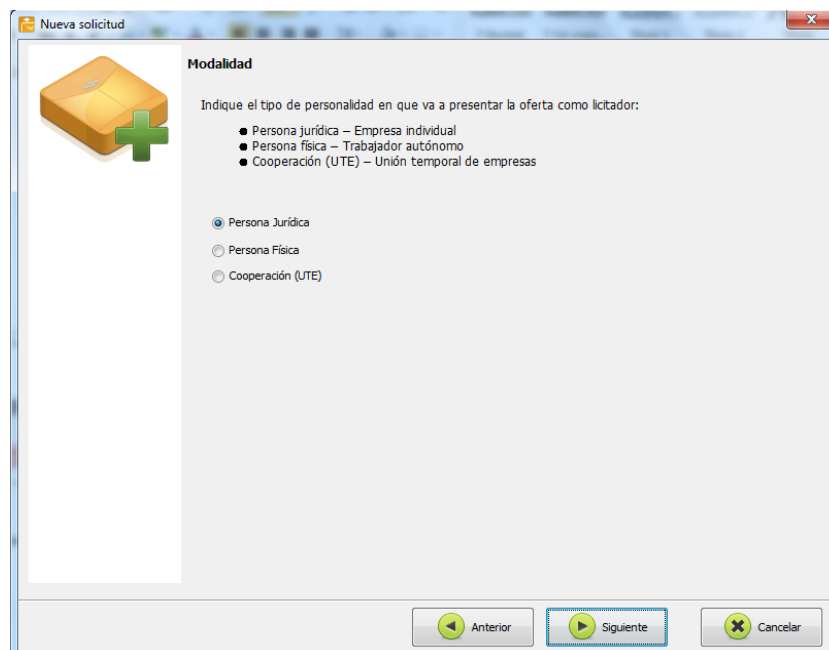 Nueva solicitud
Modalidad
Indique el tipo de personalidad en que va a presentar la oferta como licitador:
● Persona jurídica – Empresa individual
● Persona física – Trabajador autónomo
● Cooperación (UTE) – Unión temporal de empresas
Persona Jurídica
Persona Física
Cooperación (UTE)
Anterior Siguiente Cancelar